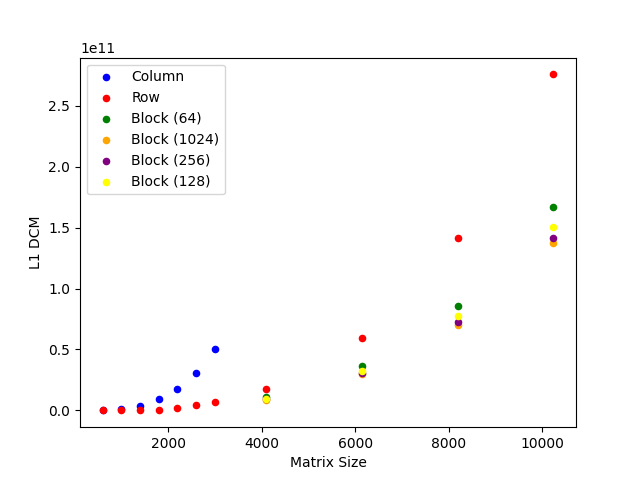 1e11
Column
Row
Block (64)
Block (1024)
Block (256)
Block (128)
2.5
2.0
1.5
1.0
0.5
0.0
L1 DCM
2000 4000 6000 8000 10000
Matrix Size